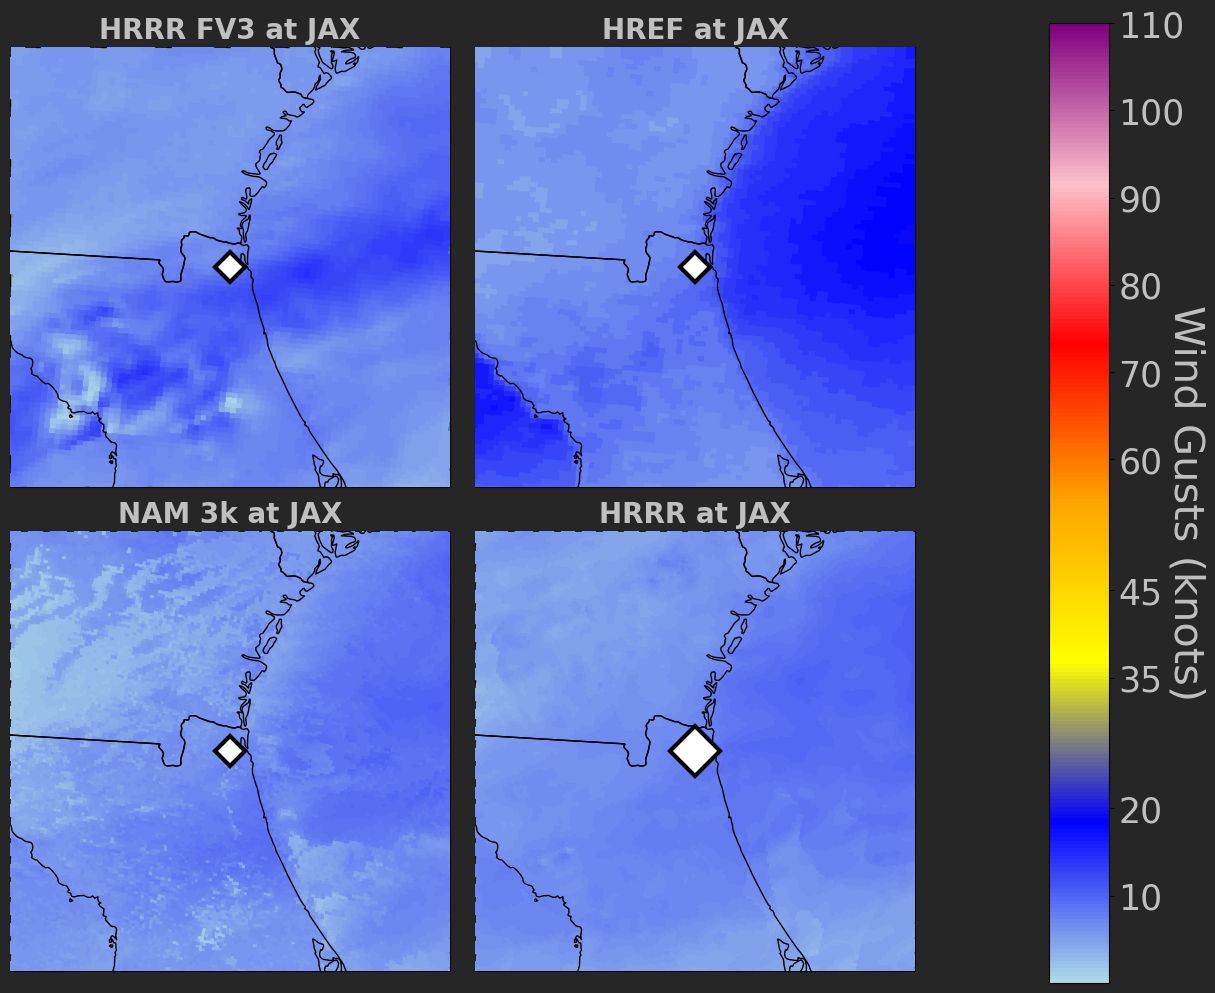 HRRR FV3 at JAX
HREF at JAX
NAM 3k at JAX
HRRR at JAX
110
100
90
80
70
60
45
35
20
10
Wind Gusts (knots)